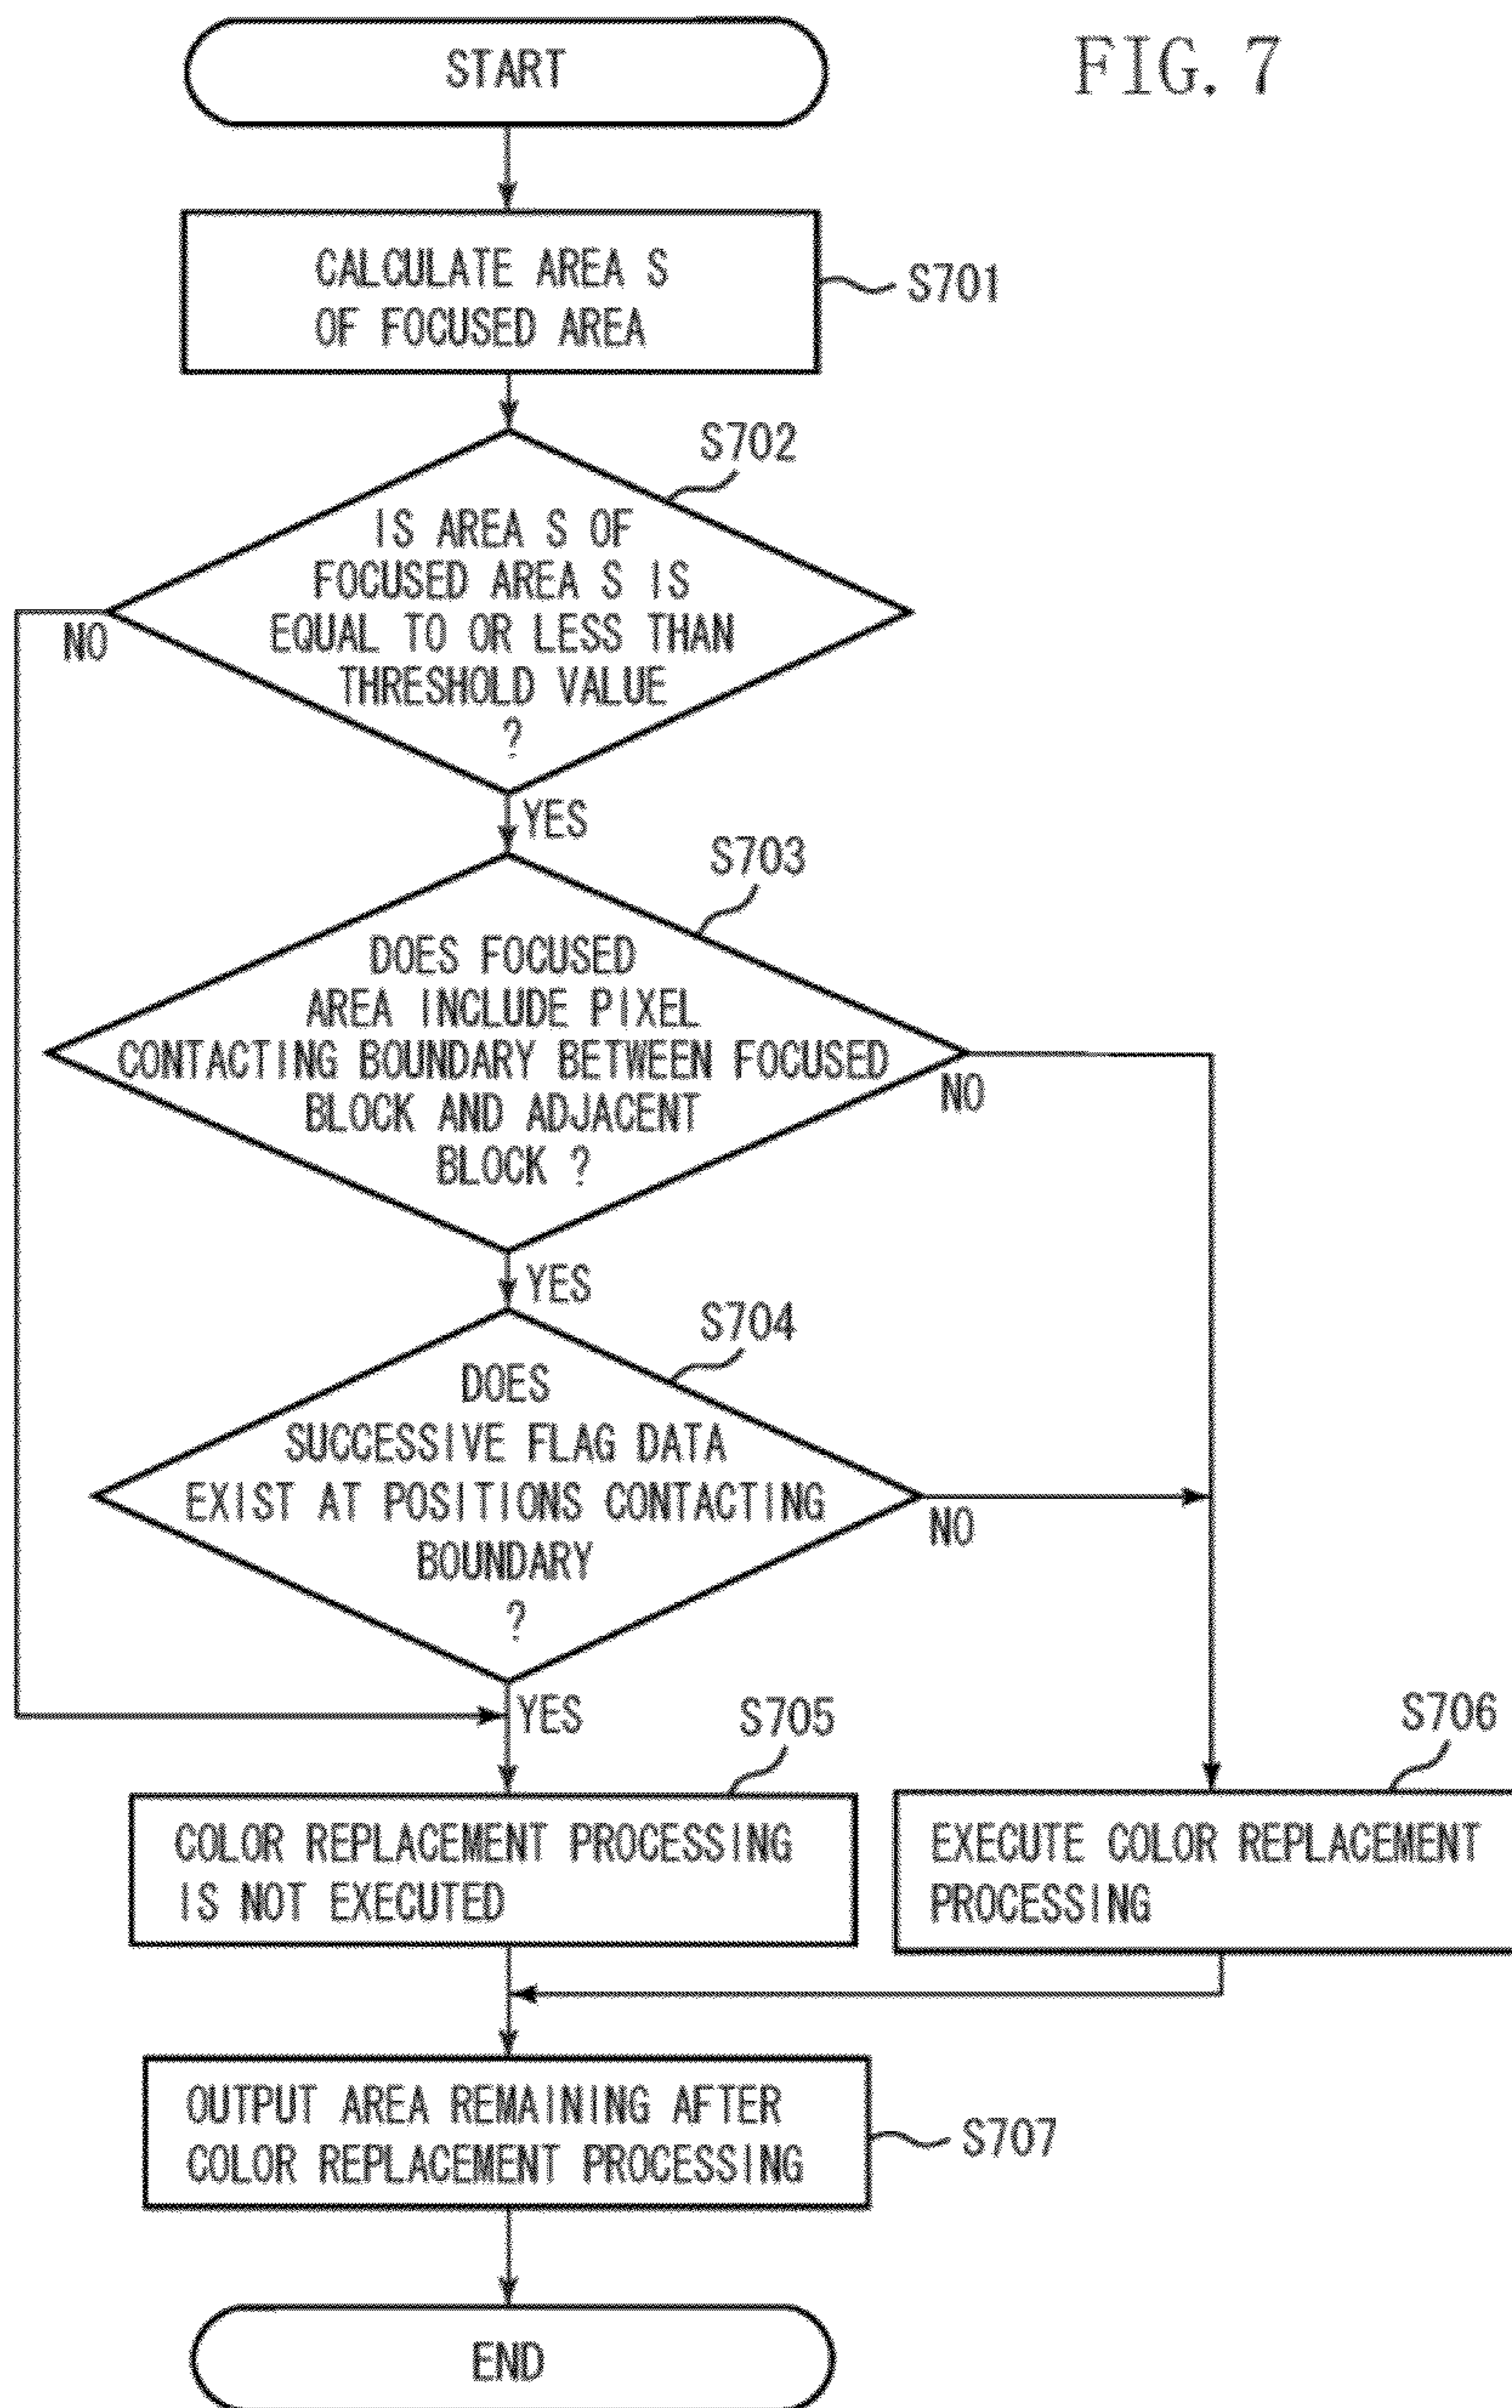 FIG. 7
START
CALCULATE AREA S
OF FOCUSED AREA
S701
S702
IS AREA S OF
FOCUSED AREA S IS
EQUAL TO OR LESS THAN
THRESHOLD VALUE
?
NO
YES
S703
DOES FOCUSED
AREA INCLUDE PIXEL
CONTACTING BOUNDARY BETWEEN FOCUSED
BLOCK AND ADJACENT
BLOCK ?
NO
YES
S704
DOES
SUCCESSIVE FLAG DATA
EXIST AT POSITIONS CONTACTING
BOUNDARY
?
NO
YES
S705
COLOR REPLACEMENT PROCESSING
IS NOT EXECUTED
S706
EXECUTE COLOR REPLACEMENT
PROCESSING
OUTPUT AREA REMAINING AFTER
COLOR REPLACEMENT PROCESSING
S707
END